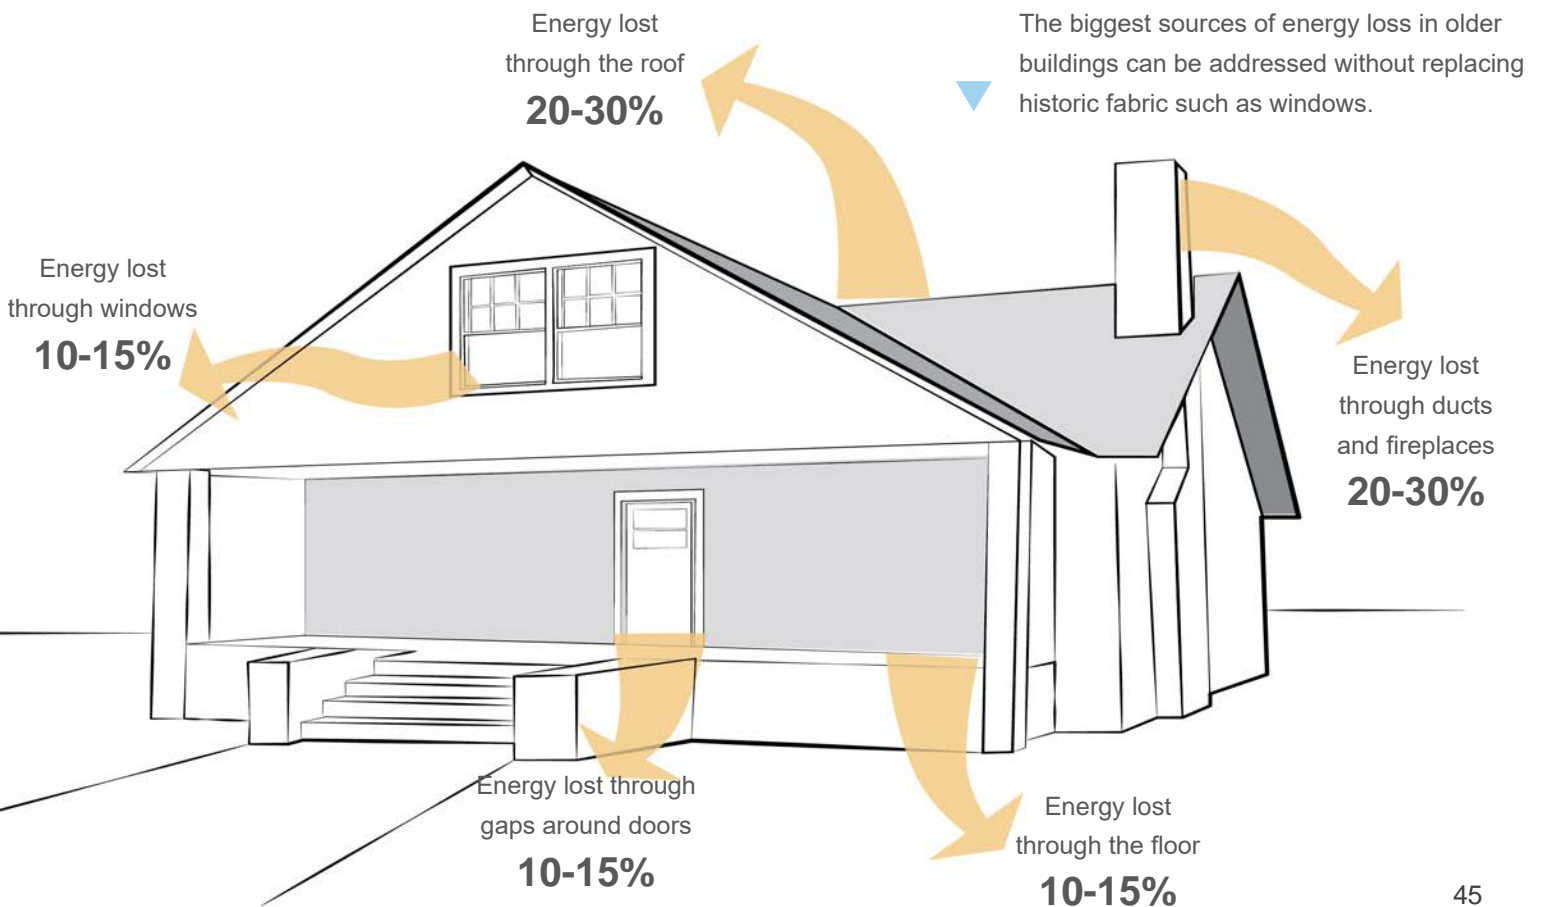 Energy lost
through the roof
20-30%
The biggest sources of energy loss in older
buildings can be addressed without replacing
historic fabric such as windows.
Energy lost
through windows
10-15%
Energy lost
through ducts
and fireplaces
20-30%
Energy lost through
gaps around doors
10-15%
Energy lost
through the floor
10-15%
45